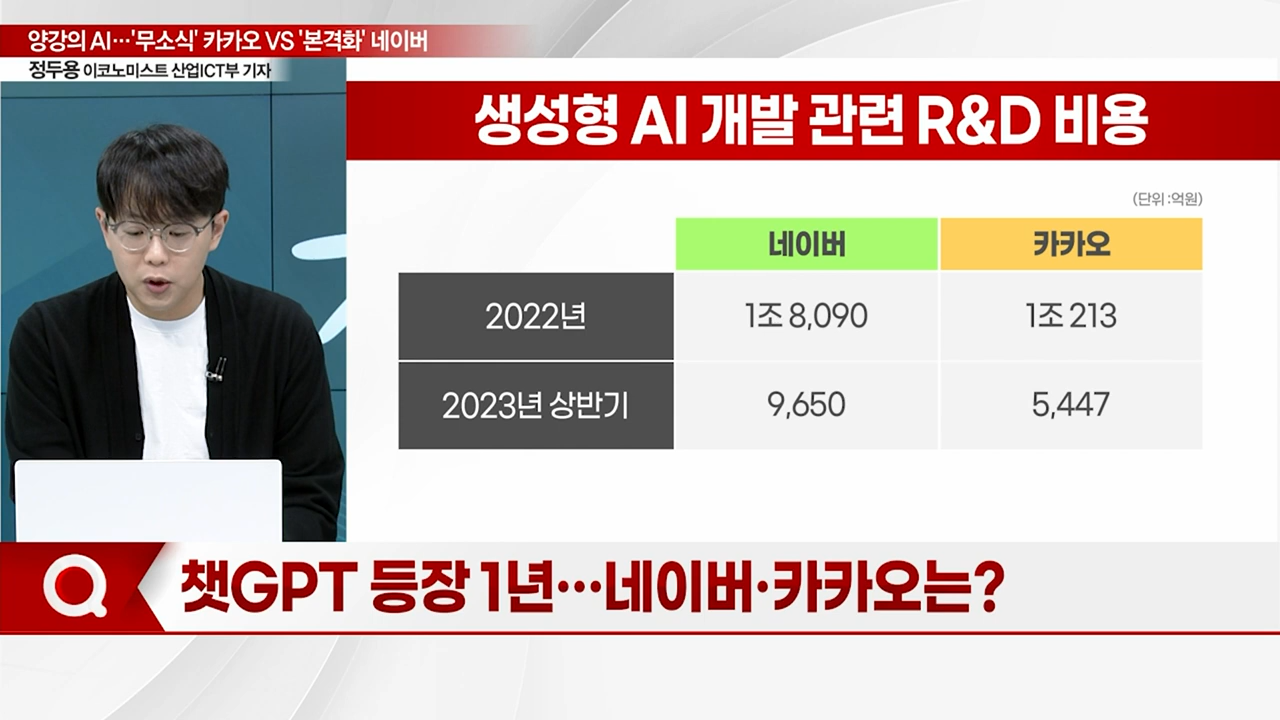 양강의 AI…'무소식' 카카오 VS '본격화' 네이버
정두용 이코노미스트 산업ICT부 기자
생성형 AI 개발 관련 R&D 비용
(단위 :억원)
네이버 카카오
2022년 1조 8,090 1조 213
2023년 상반기 9,650 5,447
챗GPT 등장 1년…네이버·카카오는?